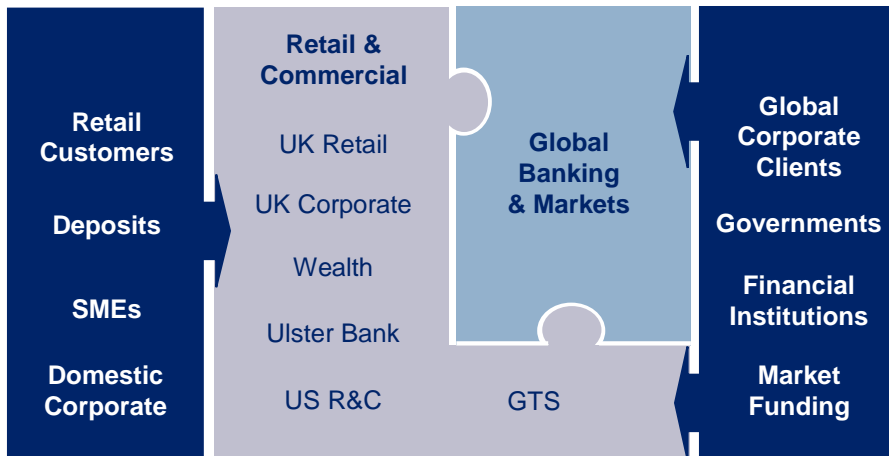 Retail
Customers
Deposits
SMEs
Domestic
Corporate
Retail &
Commercial
UK Retail
UK Corporate
Wealth
Ulster Bank
US R&C
GTS
Global
Banking
& Markets
Global
Corporate
Clients
Governments
Financial
Institutions
Market
Funding